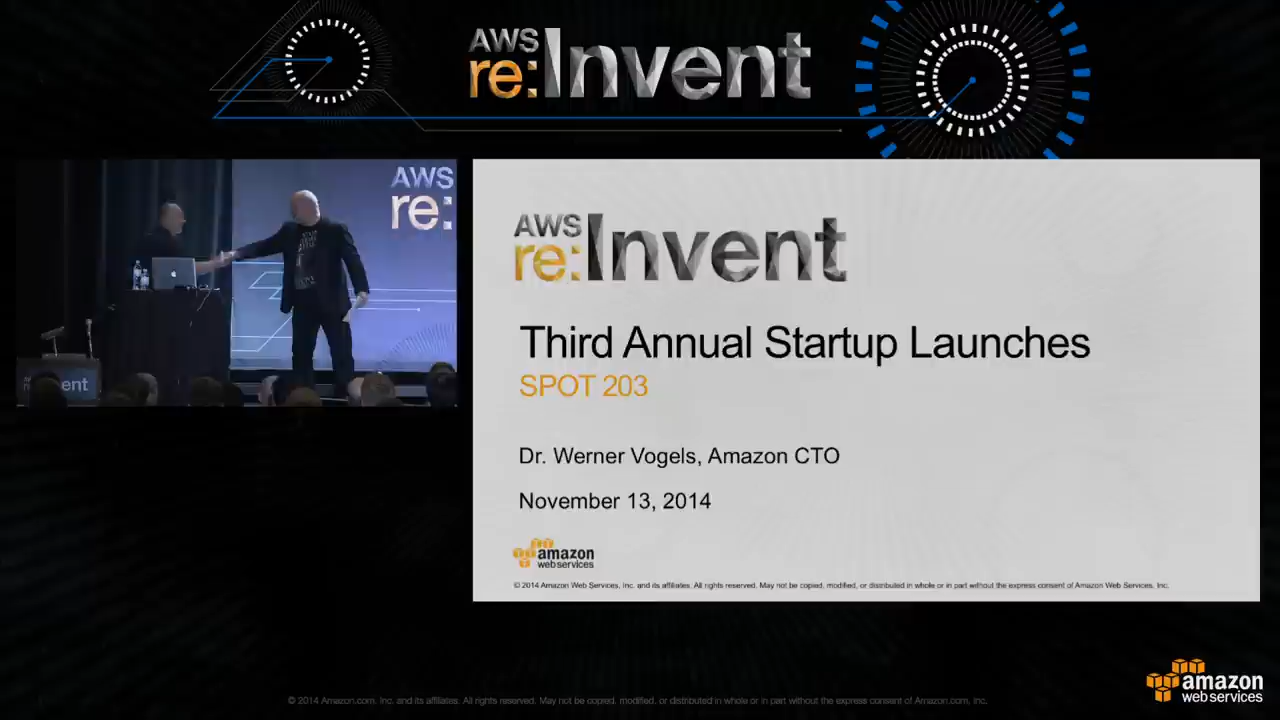 AWS
re:Invent
AWS
re:
ent
AWS
re:Invent
Third Annual Startup Launches
SPOT 203
Dr. Werner Vogels, Amazon CTO
November 13, 2014
amazon
web services
© 2014 Amazon Web Services, Inc. and its affiliates. All rights reserved. May not be copied, modified, or distributed in whole or in part without the express consent of Amazon Web Services, Inc.
amazon
web services
© 2014 Amazon.com, Inc. and its affiliates. All rights reserved. May not be copied, modified, or distributed in whole or in part without the express consent of Amazon.com, Inc.